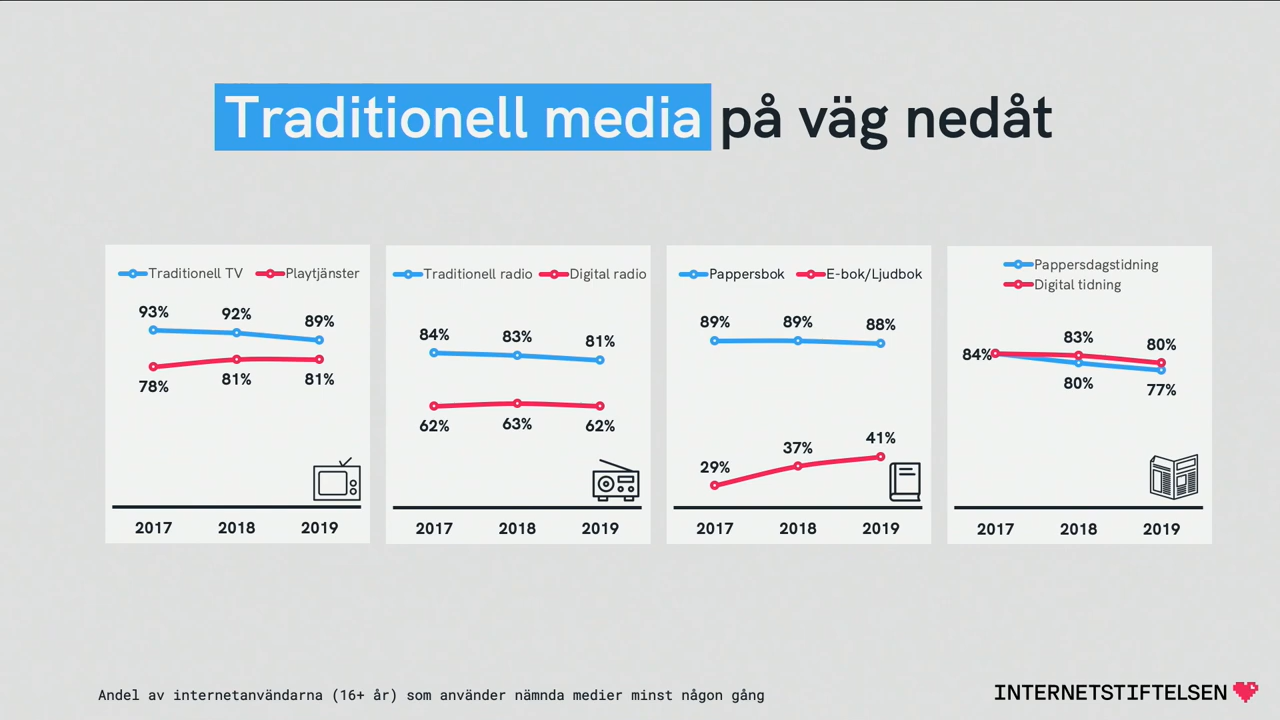 Traditionell media på väg nedåt
Traditionell TV Playtjänster
93% 92% 89%
78% 81% 81%
2017 2018 2019
Traditionell radio Digital radio
84% 83% 81%
62% 63% 62%
2017 2018 2019
Pappersbok E-bok/Ljudbok
89% 89% 88%
29% 37% 41%
2017 2018 2019
Pappersdagstidning
Digital tidning
84% 83% 80%
80% 77%
2017 2018 2019
Andel av internetanvändarna (16+ år) som använder nämnda medier minst någon gång
INTERNETSTIFTELSEN